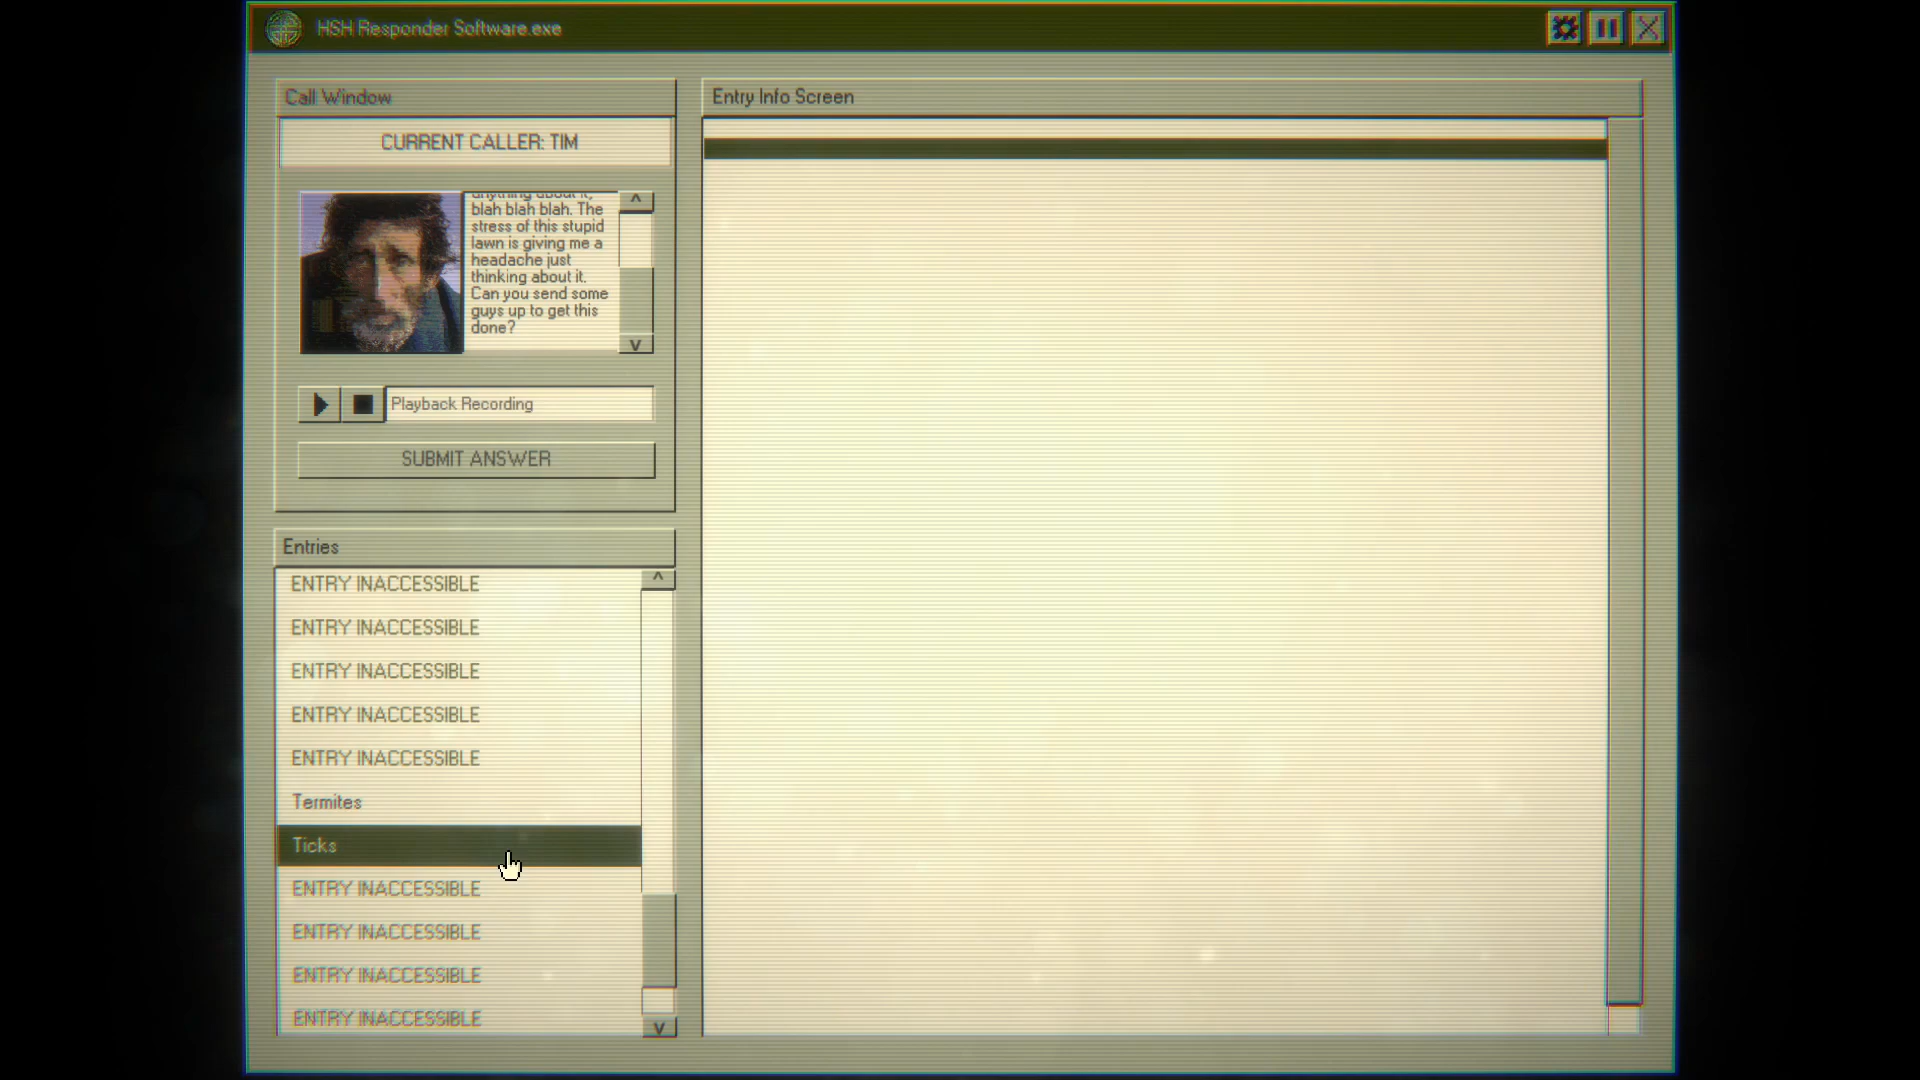 HSH Responder Software.exe
Call Window
CURRENT CALLER: TIM
anything about it,
blah blah blah. The
stress of this stupid
lawn is giving me a
headache just
thinking about it.
Can you send some
guys up to get this
done?
Playback Recording
SUBMIT ANSWER
Entries
ENTRY INACCESSIBLE
ENTRY INACCESSIBLE
ENTRY INACCESSIBLE
ENTRY INACCESSIBLE
ENTRY INACCESSIBLE
Termites
Ticks
ENTRY INACCESSIBLE
ENTRY INACCESSIBLE
ENTRY INACCESSIBLE
ENTRY INACCESSIBLE
Entry Info Screen